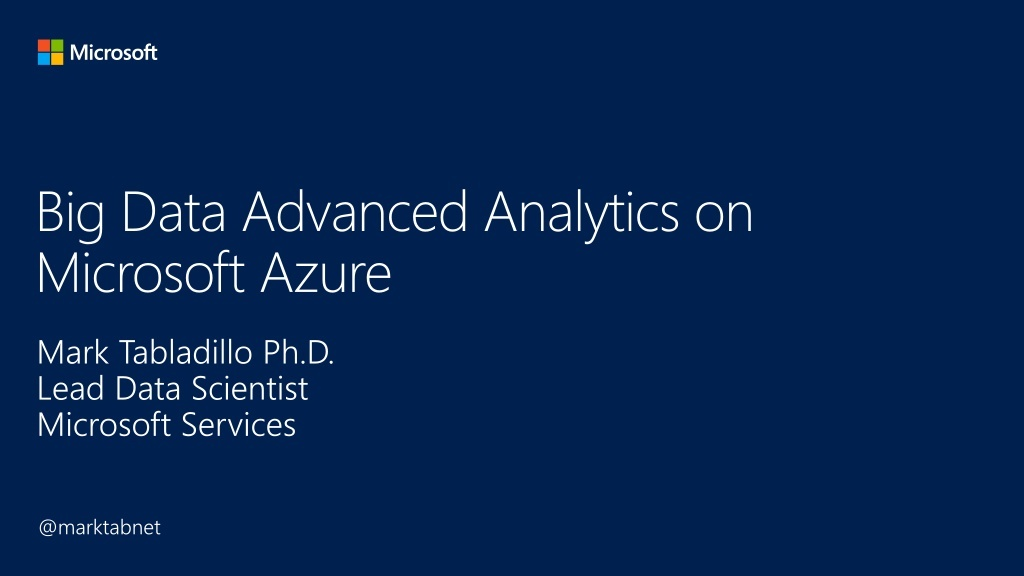 Microsoft
Big Data Advanced Analytics on
Microsoft Azure
Mark Tabladillo Ph.D.
Lead Data Scientist
Microsoft Services
@marktabnet